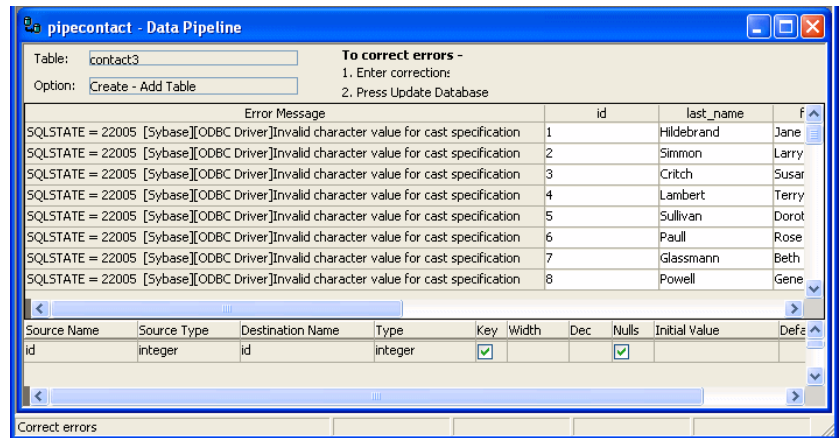 pipecontact - Data Pipeline
Table: contact3
Option: Create - Add Table
To correct errors -
1. Enter corrections
2. Press Update Database
Error Message id last_name f
SQLSTATE = 22005 [Sybase][ODBC Driver]Invalid character value for cast specification 1 Hildebrand Jane
SQLSTATE = 22005 [Sybase][ODBC Driver]Invalid character value for cast specification 2 Simmon Larry
SQLSTATE = 22005 [Sybase][ODBC Driver]Invalid character value for cast specification 3 Critch Susar
SQLSTATE = 22005 [Sybase][ODBC Driver]Invalid character value for cast specification 4 Lambert Terry
SQLSTATE = 22005 [Sybase][ODBC Driver]Invalid character value for cast specification 5 Sullivan Dorot
SQLSTATE = 22005 [Sybase][ODBC Driver]Invalid character value for cast specification 6 Paull Rose
SQLSTATE = 22005 [Sybase][ODBC Driver]Invalid character value for cast specification 7 Glassmann Beth
SQLSTATE = 22005 [Sybase][ODBC Driver]Invalid character value for cast specification 8 Powell Gene
Source Name Source Type Destination Name Type Key Width Dec Nulls Initial Value Defa
id integer id integer
Correct errors